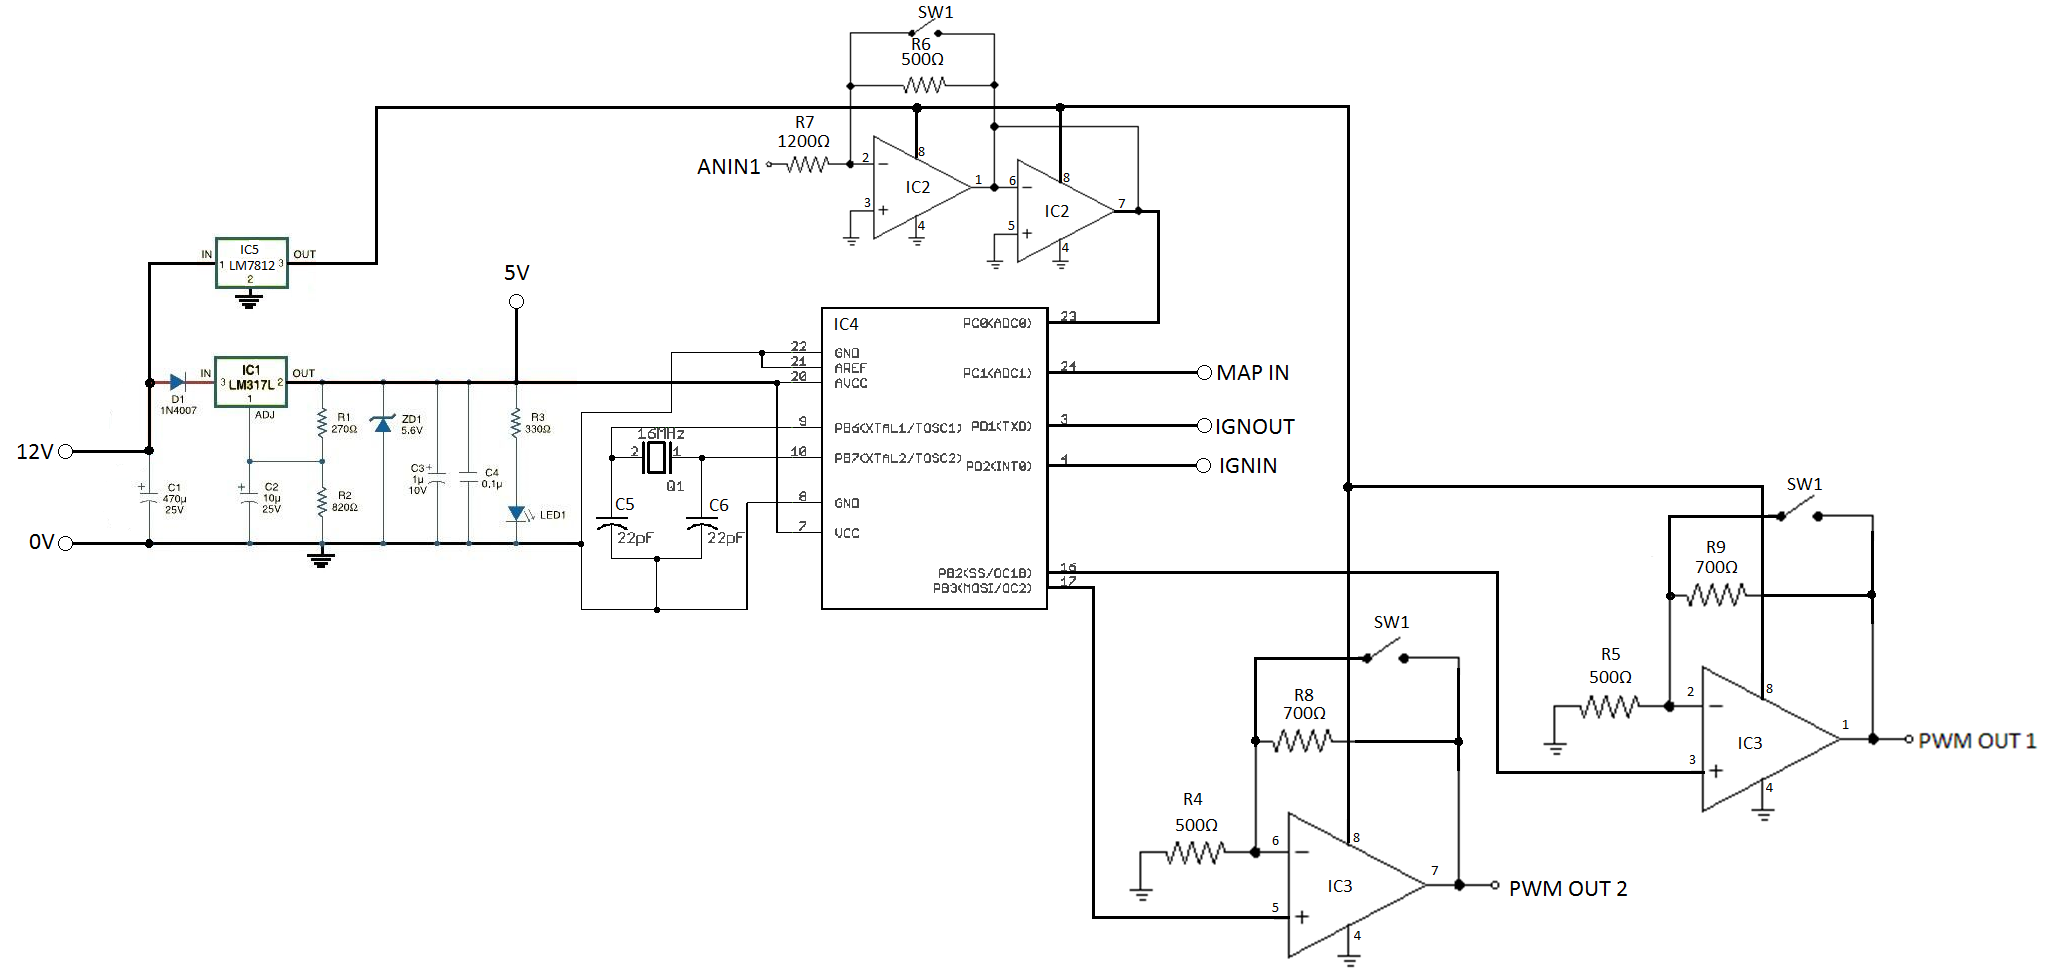 SW1
R6
500Ω
R7
1200Ω
ANIN1
2
8
IC2
1
3
4
6
8
IC2
7
5
4
IC5
IN
1 LM7812 3
OUT
2
5V
IC1
IN
3 LM317L 2
OUT
1
ADJ
D1
1N4007
12V
0V
+
C1
470µ
25V
+
C2
10µ
25V
R1
270Ω
R2
820Ω
ZD1
5.6V
C3
+
1µ
10V
C4
0.1µ
R3
330Ω
LED1
IC4
22
GND
21
AREF
20
AVCC
9
PB6(XTAL1/TOSC1)
10
PB7(XTAL2/TOSC2)
8
GND
7
VCC
16MHz
2
1
Q1
C5
22pF
C6
22pF
PC0(ADC0)
23
PC1(ADC1)
24
MAP IN
PD1(TXD)
3
IGNOUT
PD2(INT0)
4
IGNIN
PB2(SS/OC1B)
16
PB3(MOSI/OC2)
17
SW1
R9
700Ω
R5
500Ω
2
8
IC3
1
3
4
PWM OUT 1
SW1
R8
700Ω
R4
500Ω
6
8
IC3
7
5
4
PWM OUT 2